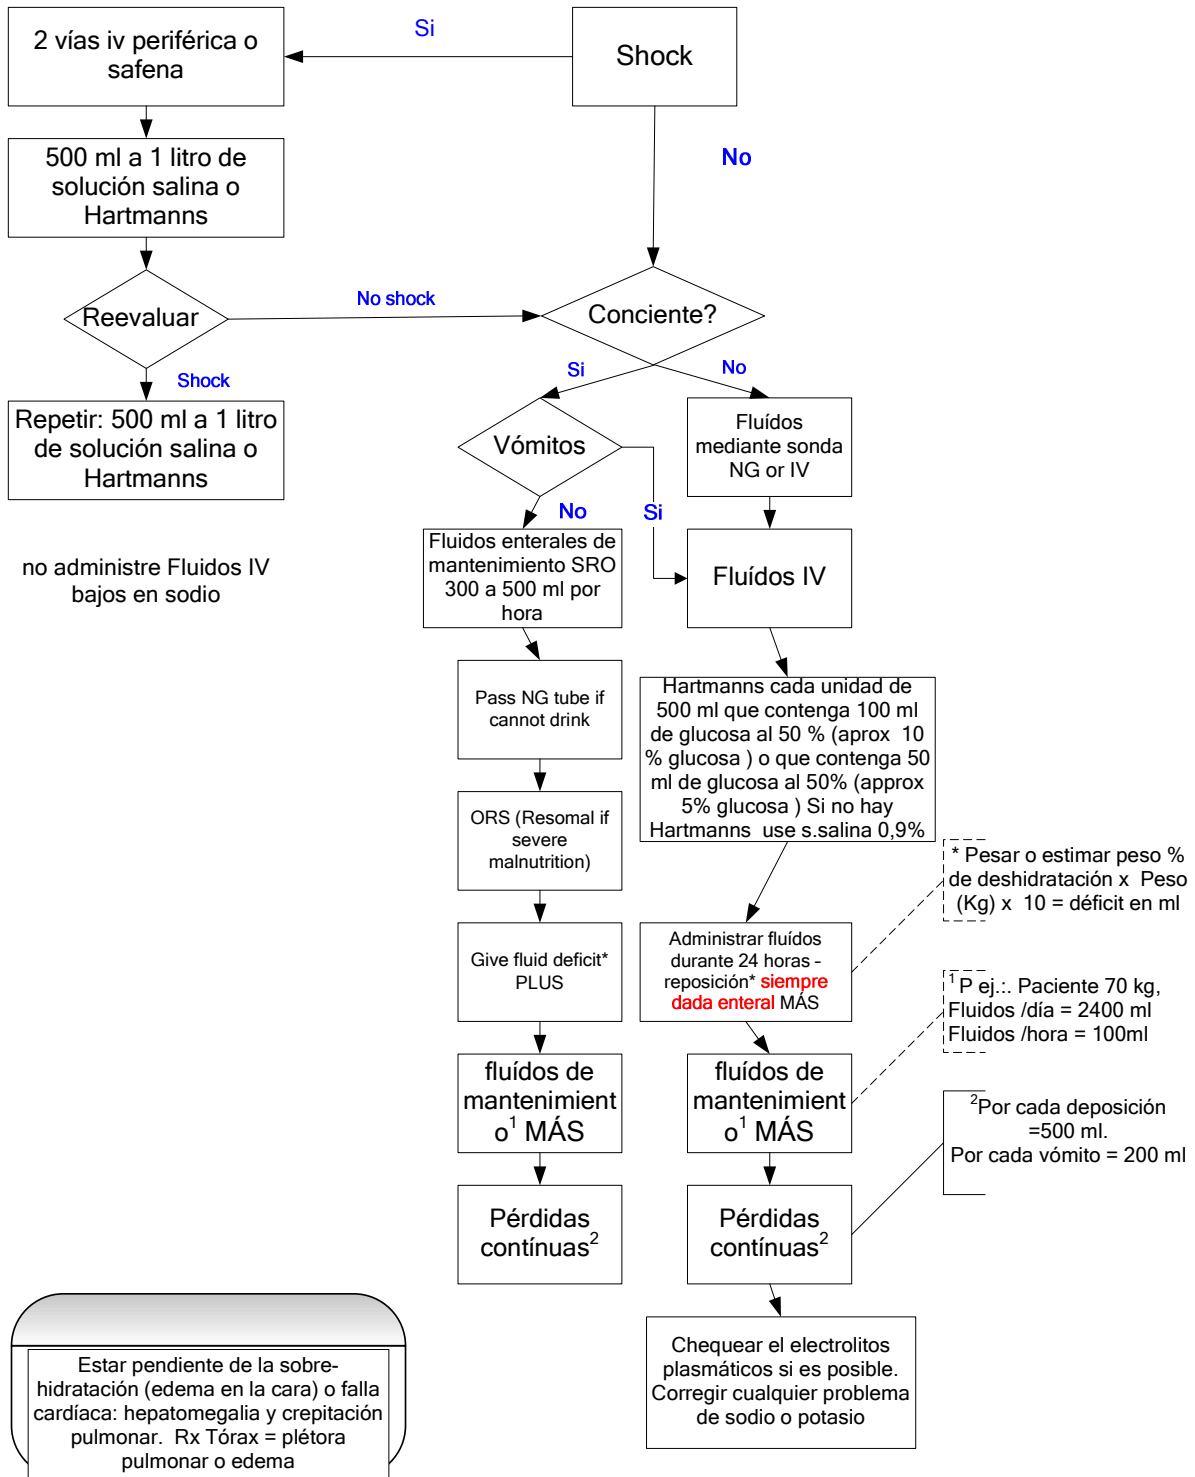 Si
2 vías iv periférica o
safena
Shock
No
500 ml a 1 litro de
solución salina o
Hartmanns
Reevaluar
No shock
Conciente?
Shock
Si
No
Repetir: 500 ml a 1 litro
de solución salina o
Hartmanns
Vómitos
Fluídos
mediante sonda
NG or IV
No
Si
no administre Fluidos IV
bajos en sodio
Fluidos enterales de
mantenimiento SRO
300 a 500 ml por
hora
Fluídos IV
Pass NG tube if
cannot drink
Hartmanns cada unidad de
500 ml que contenga 100 ml
de glucosa al 50 % (aprox 10
% glucosa ) o que contenga 50
ml de glucosa al 50% (approx
5% glucosa ) Si no hay
Hartmanns use s.salina 0,9%
ORS (Resomal if
severe
malnutrition)
* Pesar o estimar peso %
de deshidratación x Peso
(Kg) x 10 = déficit en ml
Give fluid deficit*
PLUS
Administrar fluídos
durante 24 horas -
reposición* siempre
dada enteral MÁS
1 P ej.:. Paciente 70 kg,
Fluidos /día = 2400 ml
Fluidos /hora = 100ml
fluídos de
mantenimient
o1 MÁS
fluídos de
mantenimient
o1 MÁS
2Por cada deposición
=500 ml.
Por cada vómito = 200 ml
Pérdidas
contínuas2
Pérdidas
contínuas2
Chequear el electrolitos
plasmáticos si es posible.
Corregir cualquier problema
de sodio o potasio
Estar pendiente de la sobre-
hidratación (edema en la cara) o falla
cardíaca: hepatomegalia y crepitación
pulmonar. Rx Tórax = plétora
pulmonar o edema